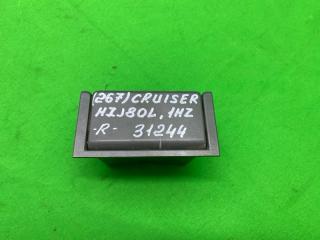 (267) CRUISER
HZJ80L, 1HZ
-R- 31244